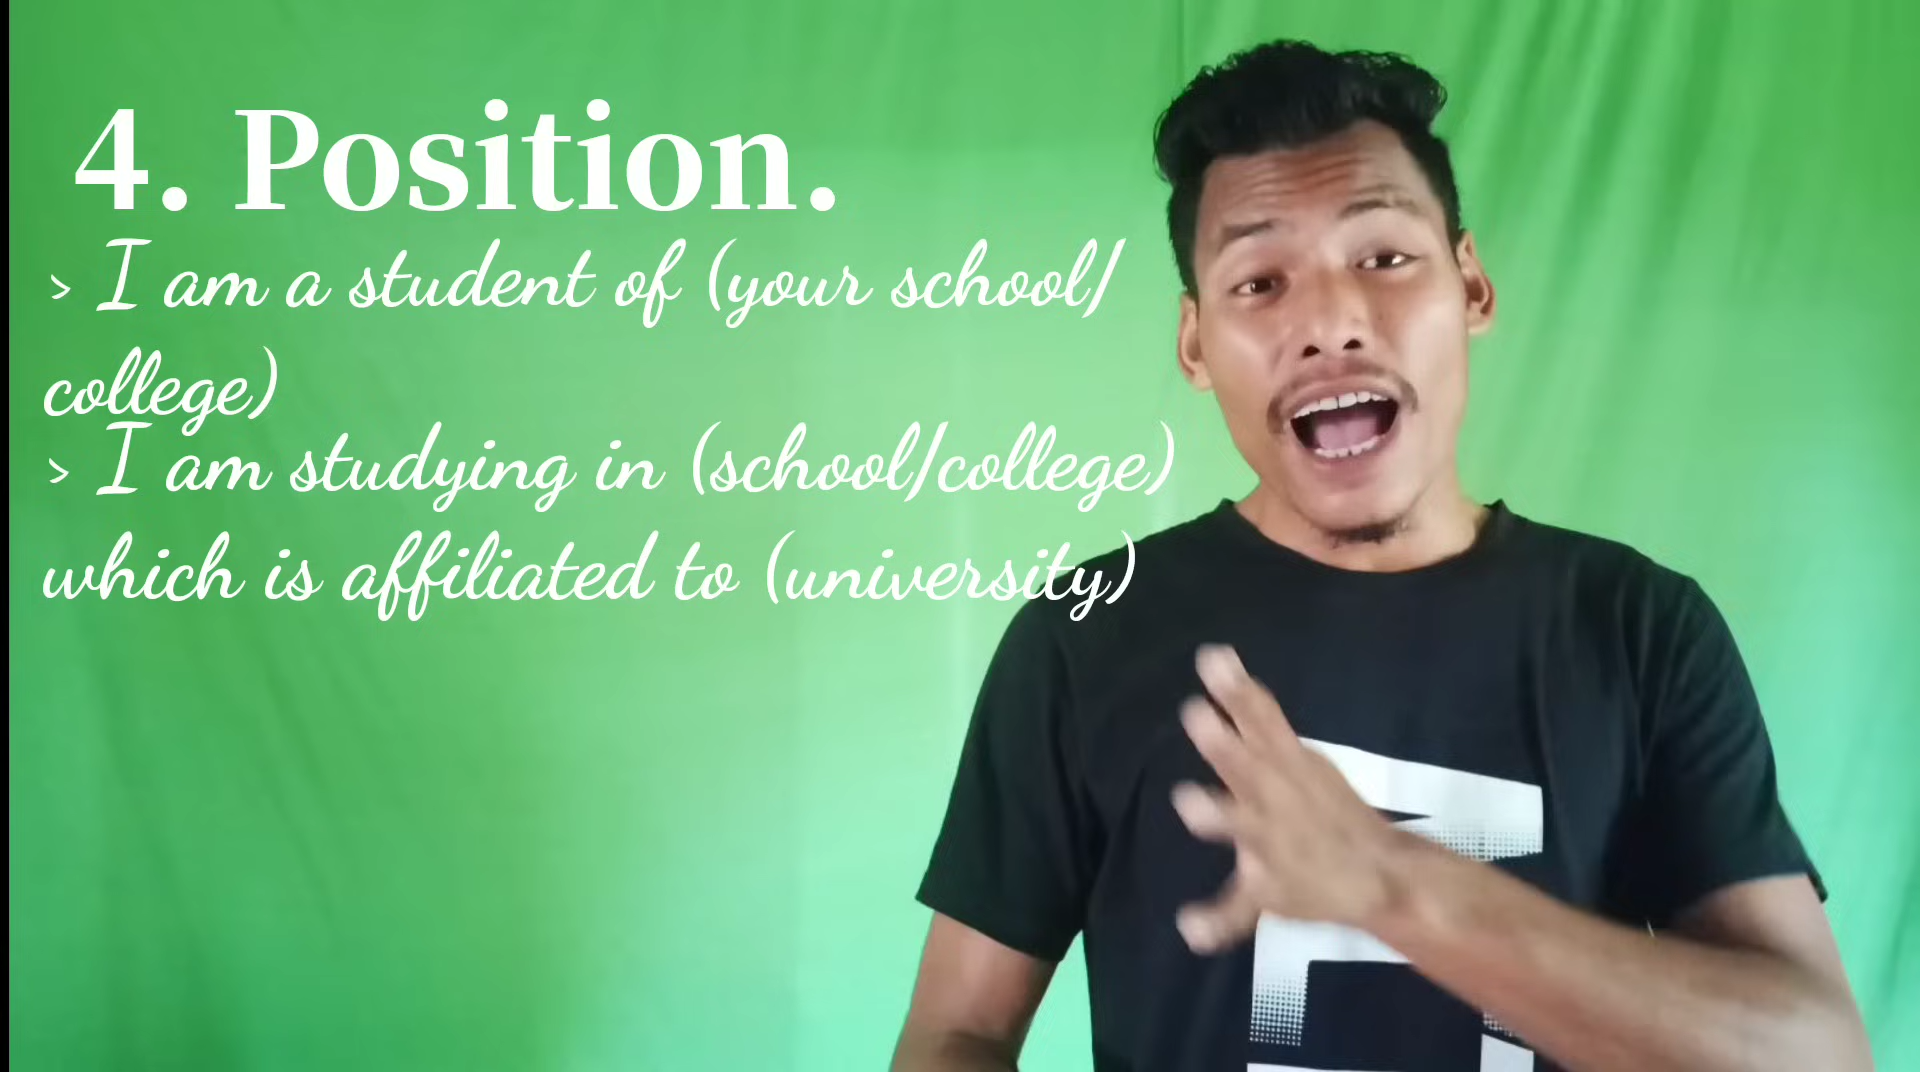 4. Position.
> I am a student of (your school/
college)
> I am studying in (school/college)
which is affiliated to (university)